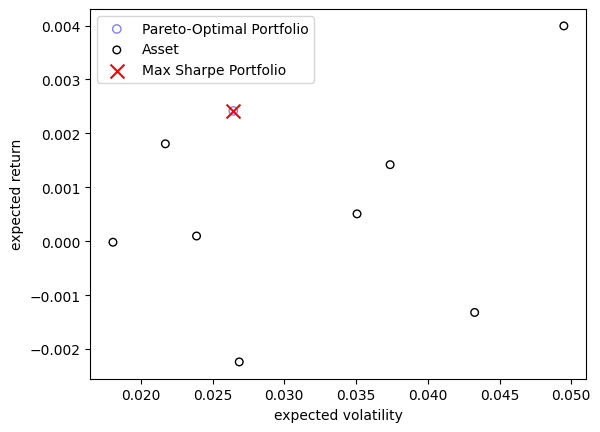 Pareto-Optimal Portfolio
Asset
Max Sharpe Portfolio
expected return
0.004
0.003
0.002
0.001
0.000
−0.001
−0.002
0.020 0.025 0.030 0.035 0.040 0.045 0.050
expected volatility